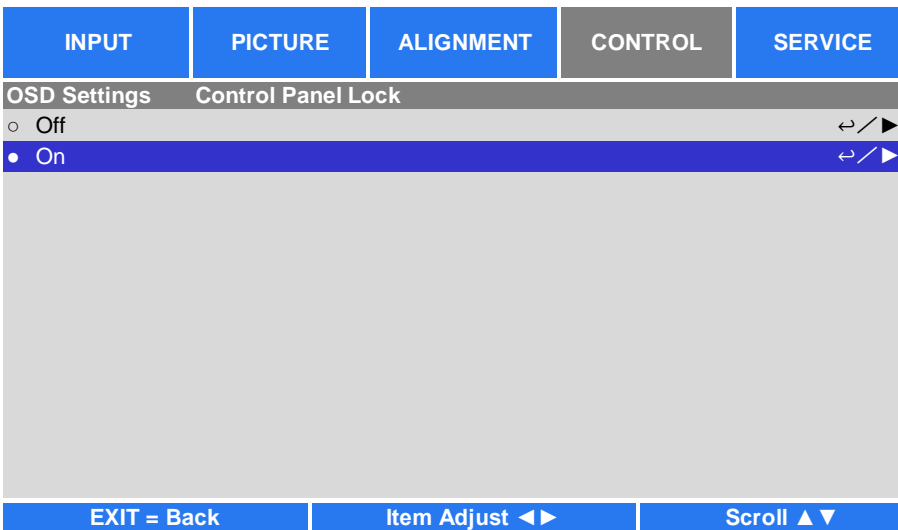 INPUT PICTURE ALIGNMENT CONTROL SERVICE
OSD Settings Control Panel Lock
○ Off ↩/►
● On ↩/►
EXIT = Back Item Adjust ◄► Scroll ▲▼